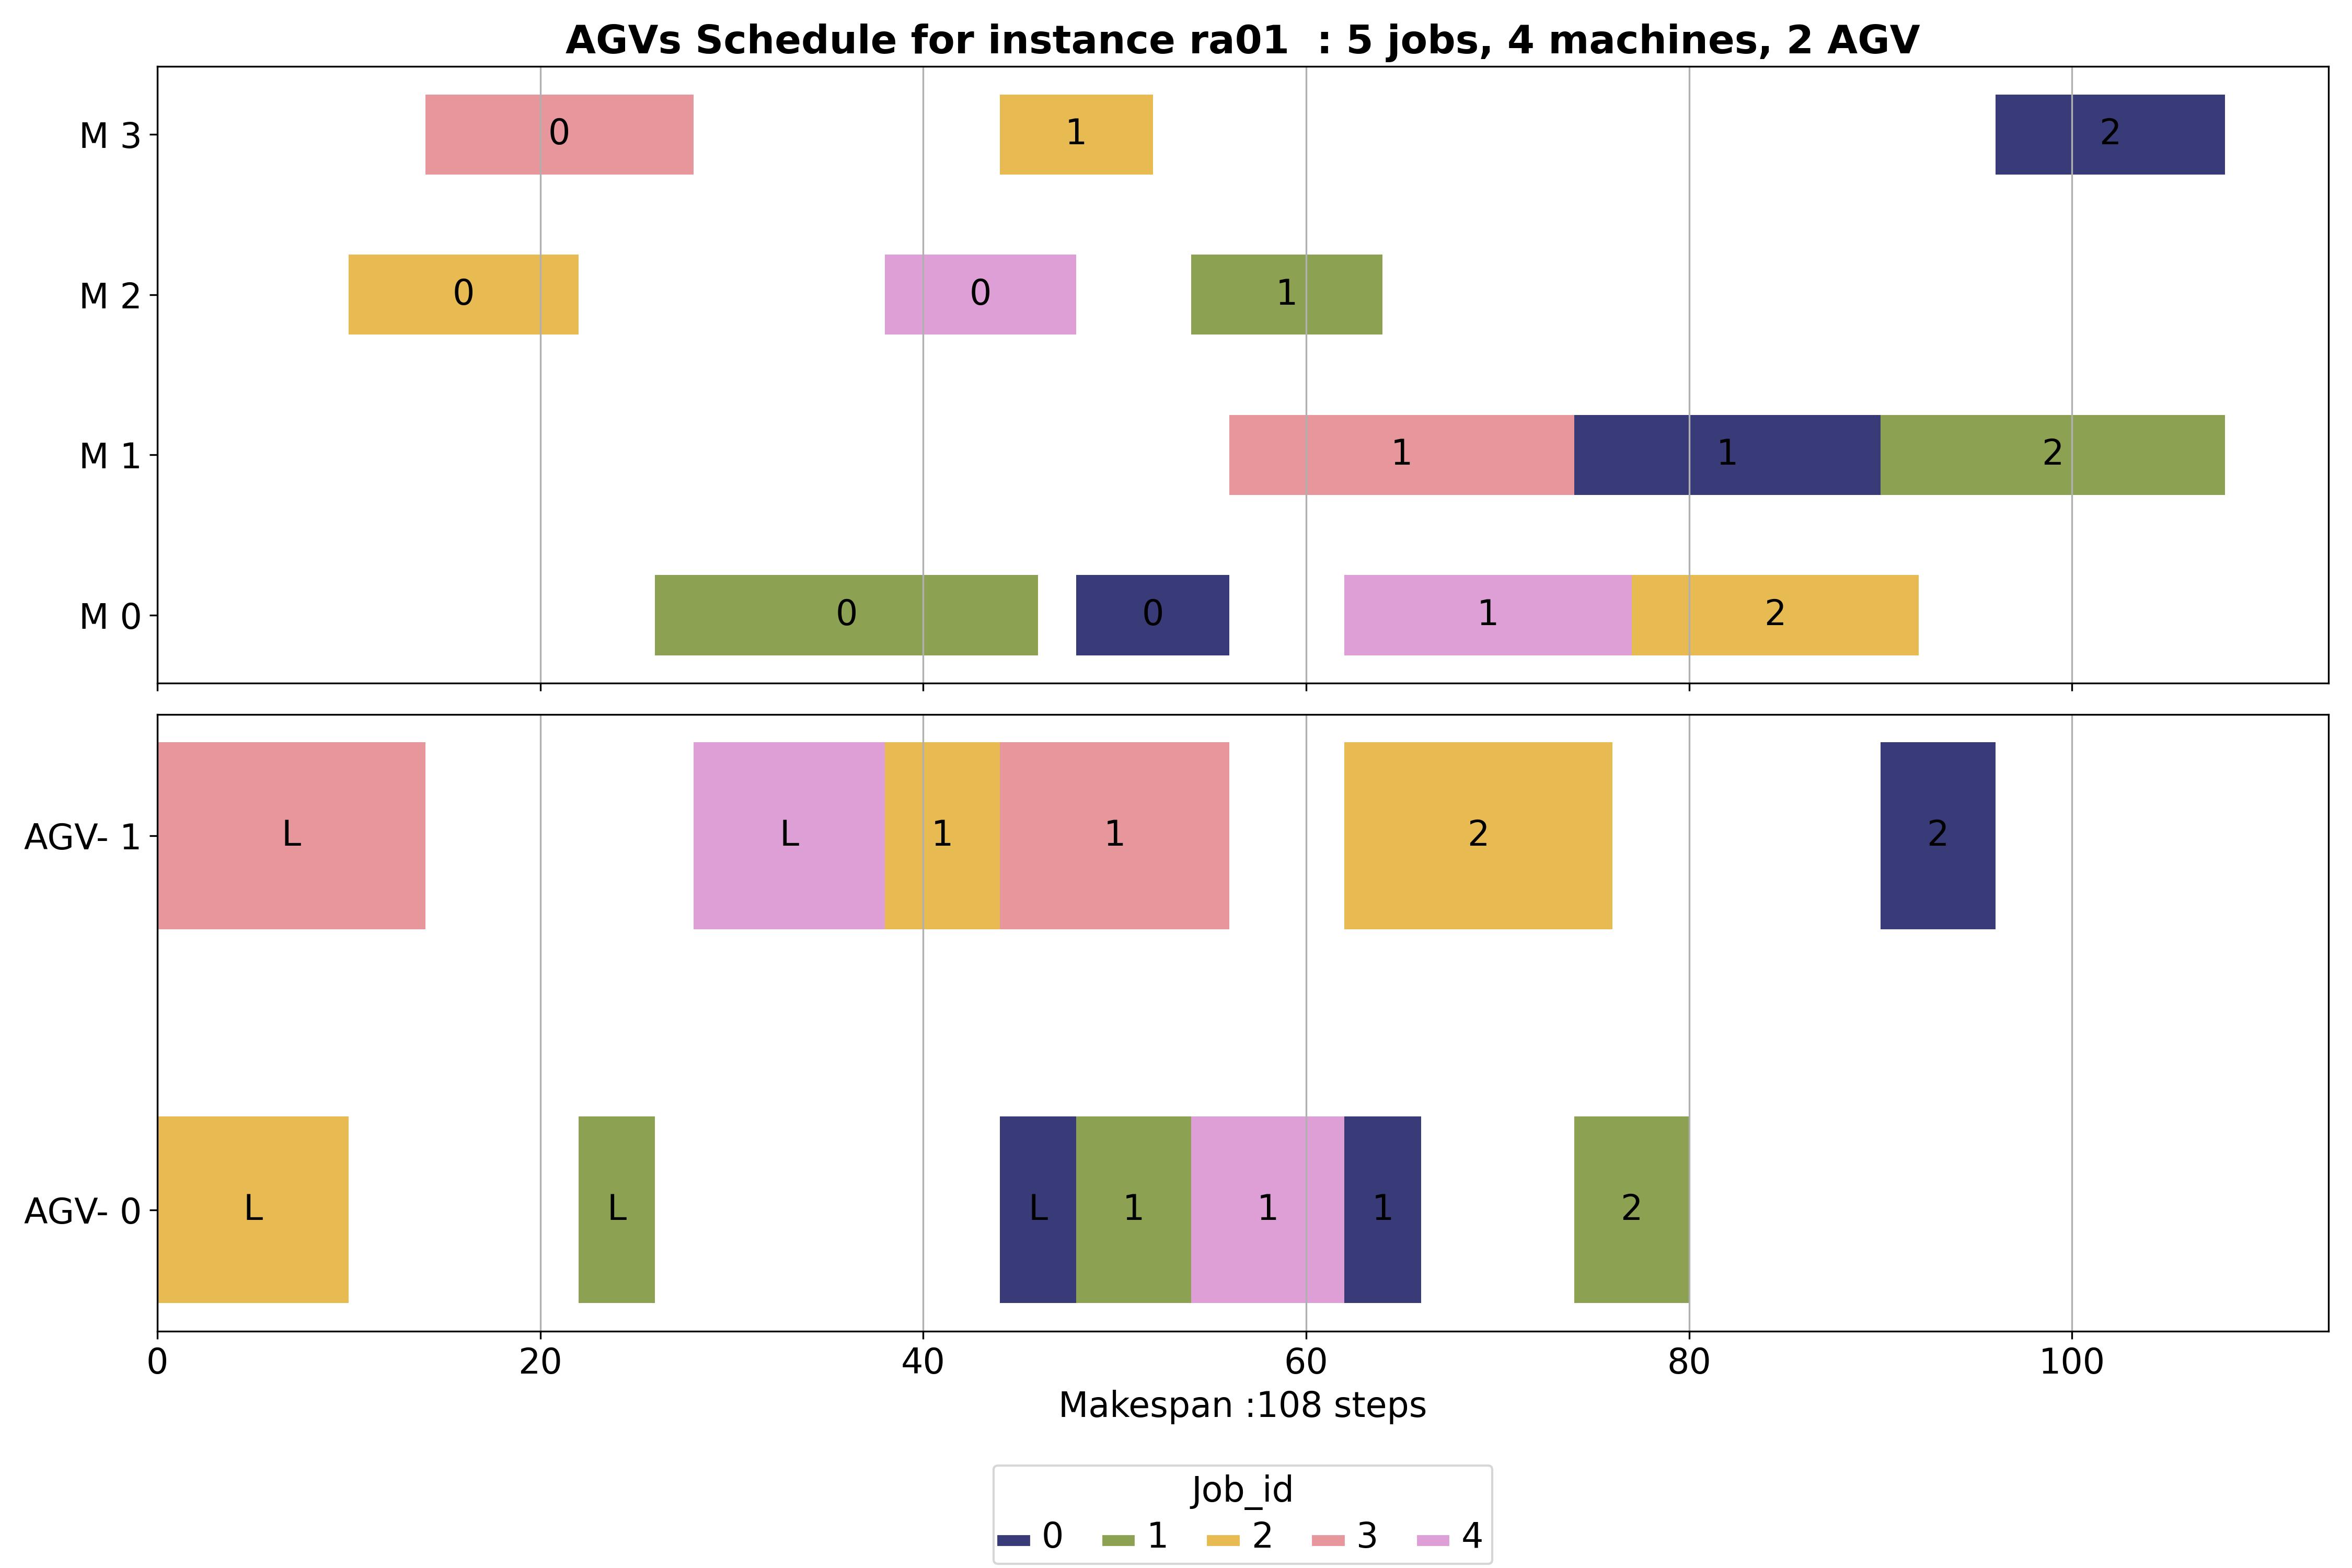 AGVs Schedule for instance ra01  : 5 jobs, 4 machines, 2 AGV
M 3
0
1
2
M 2
0
0
1
M 1
1
1
2
M 0
0
0
1
2
AGV- 1
L
L
1
1
2
2
AGV- 0
L
L
L
1
1
1
2
0 20 40 60 80 100
Makespan :108 steps
Job_id
0 1 2 3 4